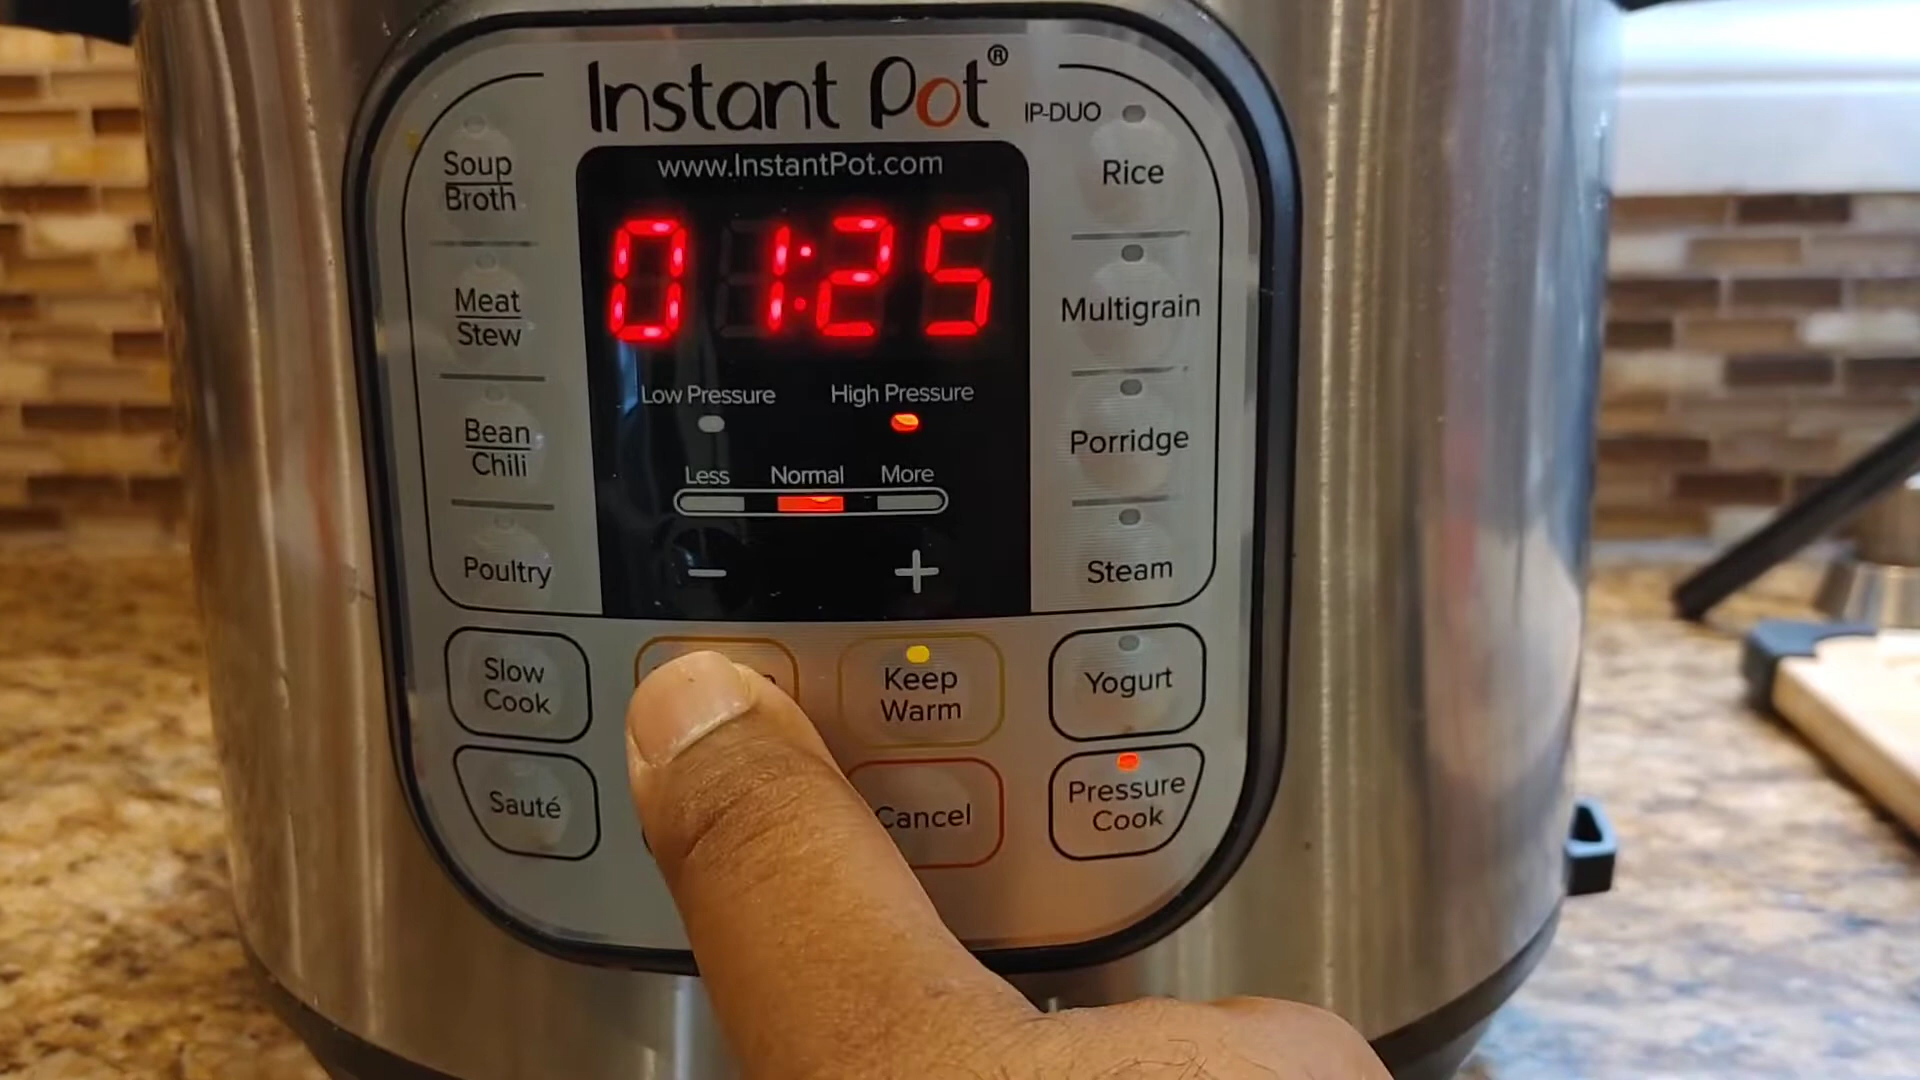 Instant Pot®
IP-DUO
www.InstantPot.com
01:25
Low Pressure
High Pressure
Less
Normal
More
−
+
Soup
Broth
Meat
Stew
Bean
Chili
Poultry
Rice
Multigrain
Porridge
Steam
Slow
Cook
Keep
Warm
Yogurt
Sauté
Cancel
Pressure
Cook